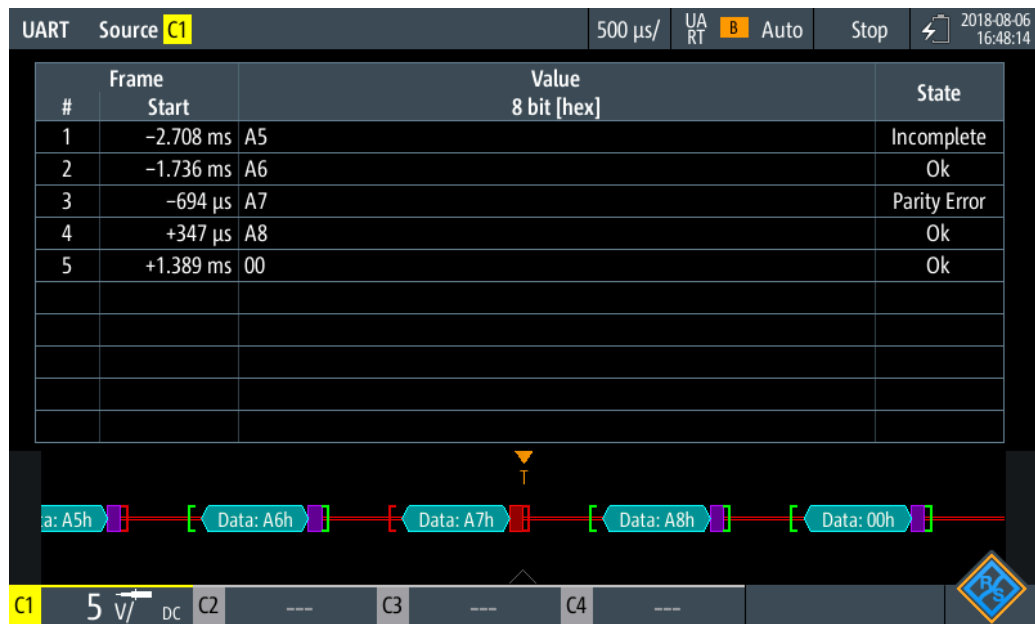 UART Source C1 500 µs/ UA RT B Auto Stop 2018-08-06 16:48:14
Frame Value State
# Start 8 bit [hex]
1 −2.708 ms A5 Incomplete
2 −1.736 ms A6 Ok
3 −694 µs A7 Parity Error
4 +347 µs A8 Ok
5 +1.389 ms 00 Ok
T
a: A5h Data: A6h Data: A7h Data: A8h Data: 00h
C1 5 V/ DC C2 --- C3 --- C4 ---
R S